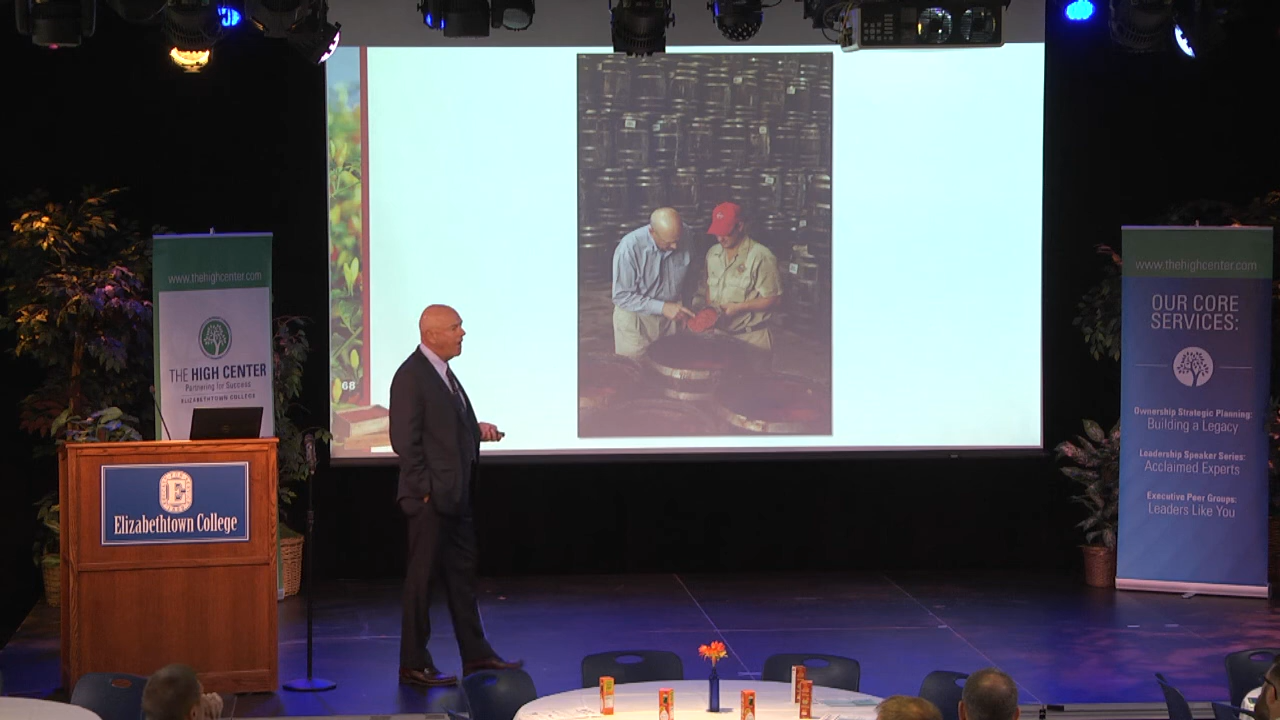 www.thehighcenter.com
THE HIGH CENTER
Partnering for Success
ELIZABETHTOWN COLLEGE
E
Elizabethtown College
68
www.thehighcenter.com
OUR CORE
SERVICES:
Ownership Strategic Planning:
Building a Legacy
Leadership Speaker Series:
Acclaimed Experts
Executive Peer Groups:
Leaders Like You